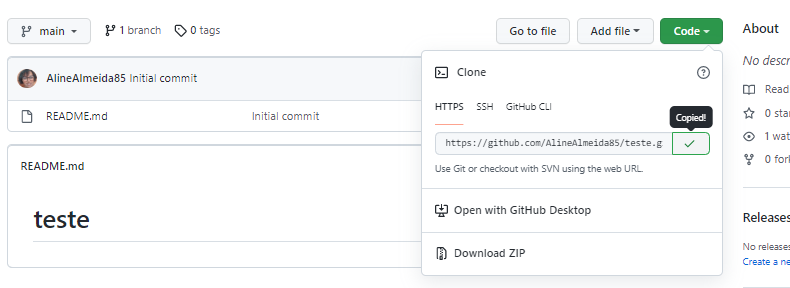 main
1 branch
0 tags
Go to file
Add file
Code
AlineAlmeida85 Initial commit
README.md
Initial commit
README.md
teste
Clone
HTTPS
SSH
GitHub CLI
Copied!
https://github.com/AlineAlmeida85/teste.g
Use Git or checkout with SVN using the web URL.
Open with GitHub Desktop
Download ZIP
About
No descr
Read
0 star
1 wat
0 fork
Releases
No releases
Create a ne